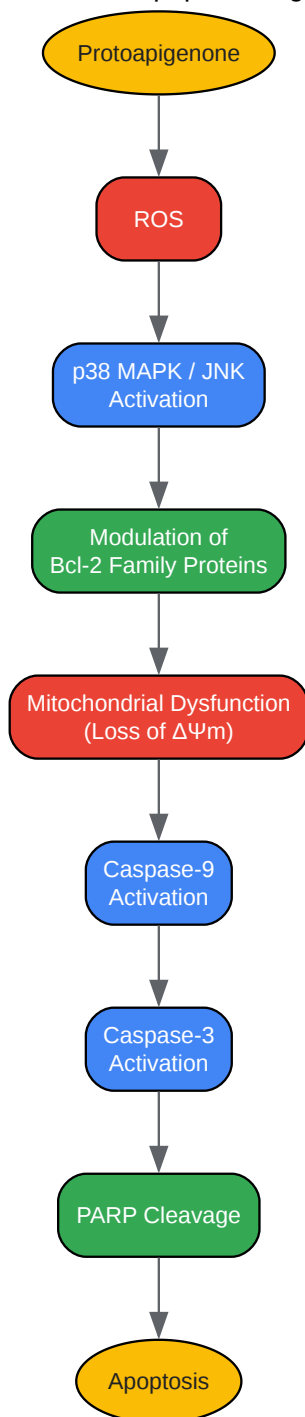 Protoapigenone
ROS
p38 MAPK / JNK
Activation
Modulation of
Bcl-2 Family Proteins
Mitochondrial Dysfunction
(Loss of ΔΨm)
Caspase-9
Activation
Caspase-3
Activation
PARP Cleavage
Apoptosis